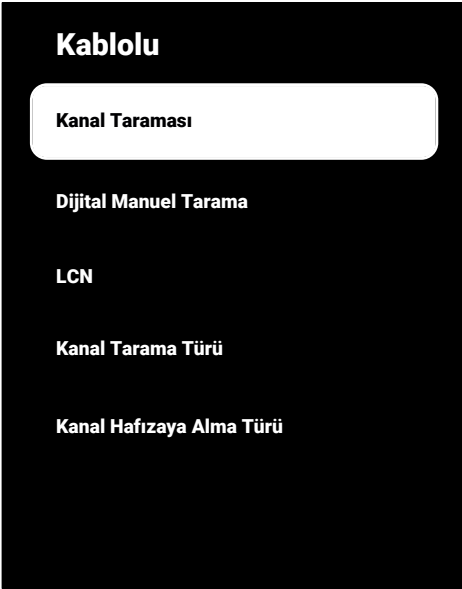 Kablolu
Kanal Taraması
Dijital Manuel Tarama
LCN
Kanal Tarama Türü
Kanal Hafızaya Alma Türü